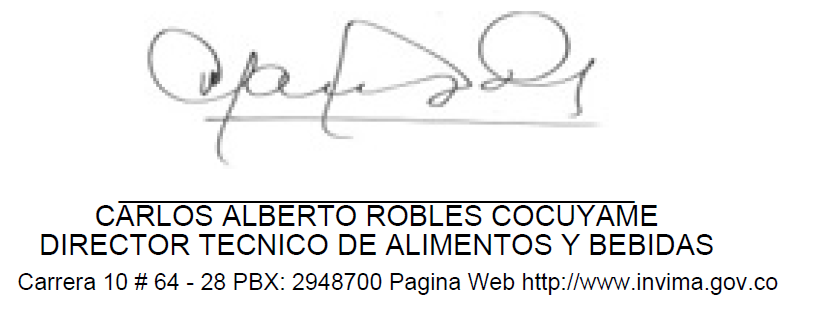 CARLOS ALBERTO ROBLES COCUYAME
DIRECTOR TECNICO DE ALIMENTOS Y BEBIDAS
Carrera 10 # 64 - 28 PBX: 2948700 Pagina Web http://www.invima.gov.co